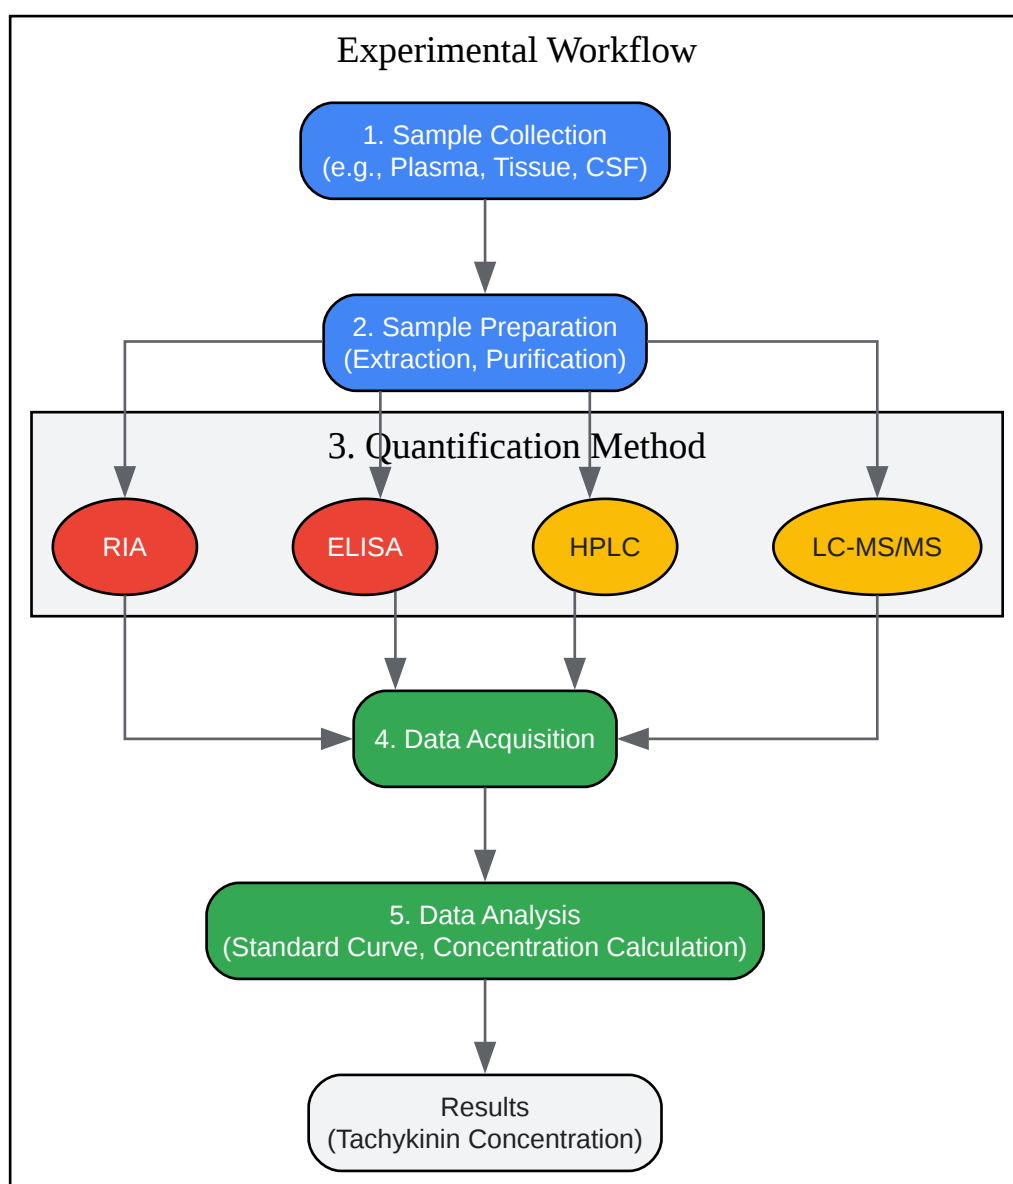 Experimental Workflow
1. Sample Collection
(e.g., Plasma, Tissue, CSF)
2. Sample Preparation
(Extraction, Purification)
3. Quantification Method
RIA
ELISA
HPLC
LC-MS/MS
4. Data Acquisition
5. Data Analysis
(Standard Curve, Concentration Calculation)
Results
(Tachykinin Concentration)